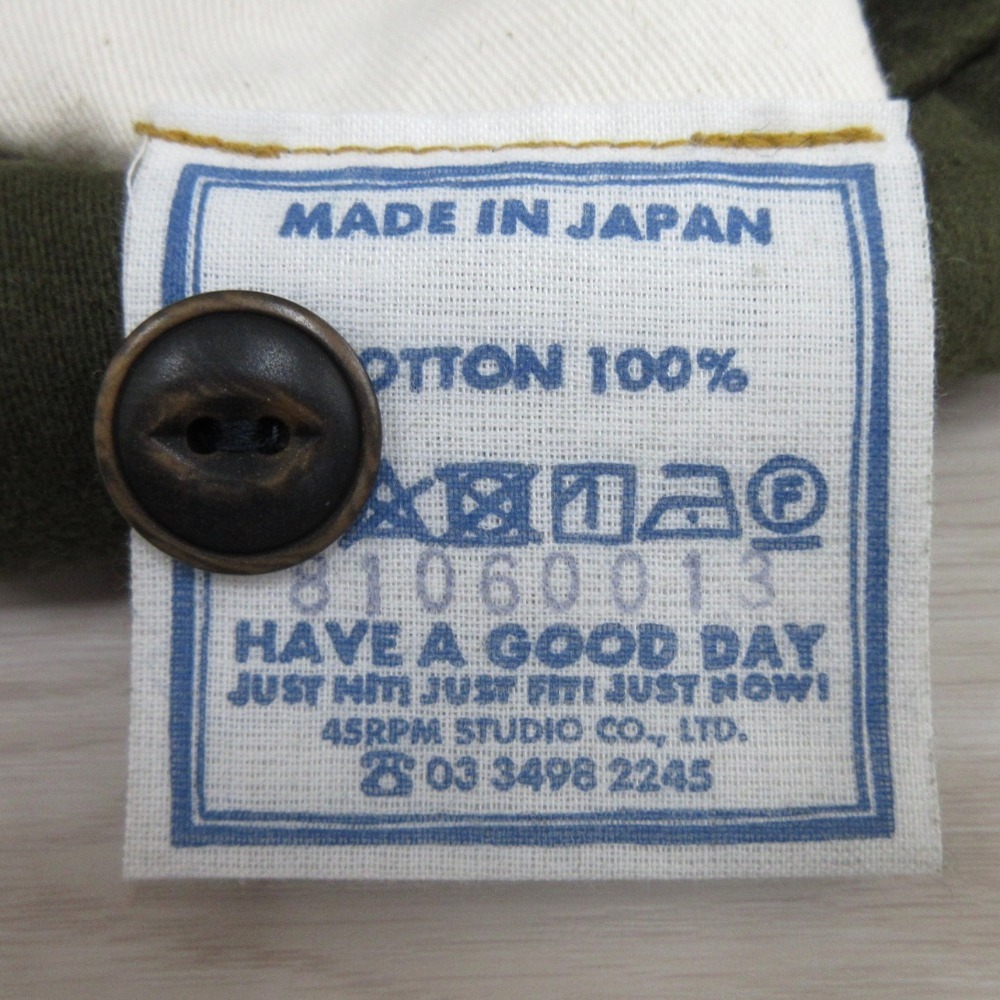 MADE IN JAPAN
OTTON 100%
1 F
81060013
HAVE A GOOD DAY
JUST HIT! JUST FIT! JUST NOW!
45RPM STUDIO CO., LTD.
☎ 03 3498 2245